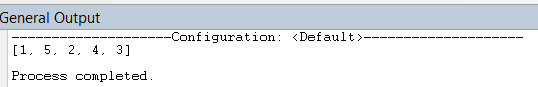 General Output
--------------------Configuration: <Default>--------------------
[1, 5, 2, 4, 3]
Process completed.